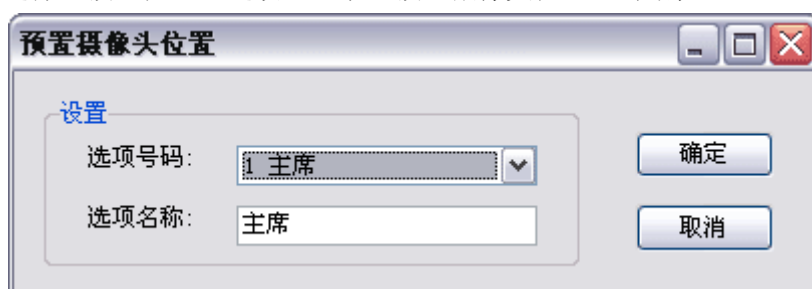 预置摄像头位置
设置
选项号码: 1 主席
确定
选项名称: 主席
取消